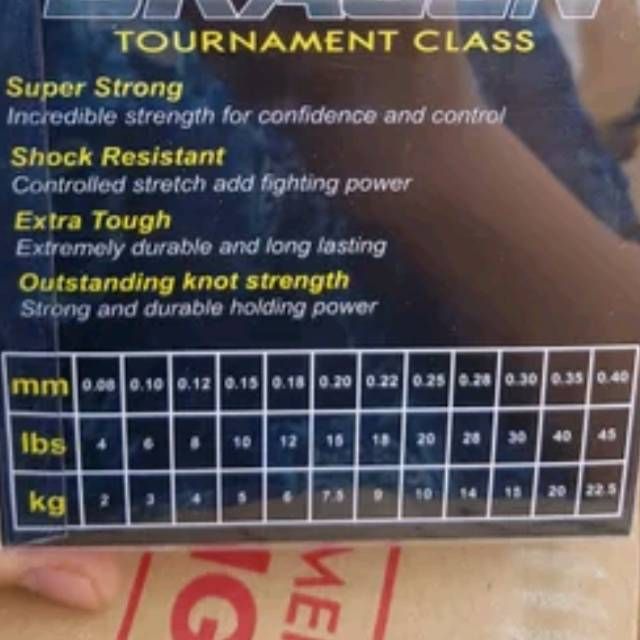 TOURNAMENT CLASS
Super Strong
Incredible strength for confidence and control
Shock Resistant
Controlled stretch add fighting power
Extra Tough
Extremely durable and long lasting
Outstanding knot strength
Strong and durable holding power
mm 0.08 0.10 0.12 0.15 0.18 0.20 0.22 0.25 0.28 0.30 0.35 0.40
lbs 4 6 8 10 12 15 18 20 28 30 40 45
kg 2 3 4 5 6 7.5 9 10 14 15 20 22.5